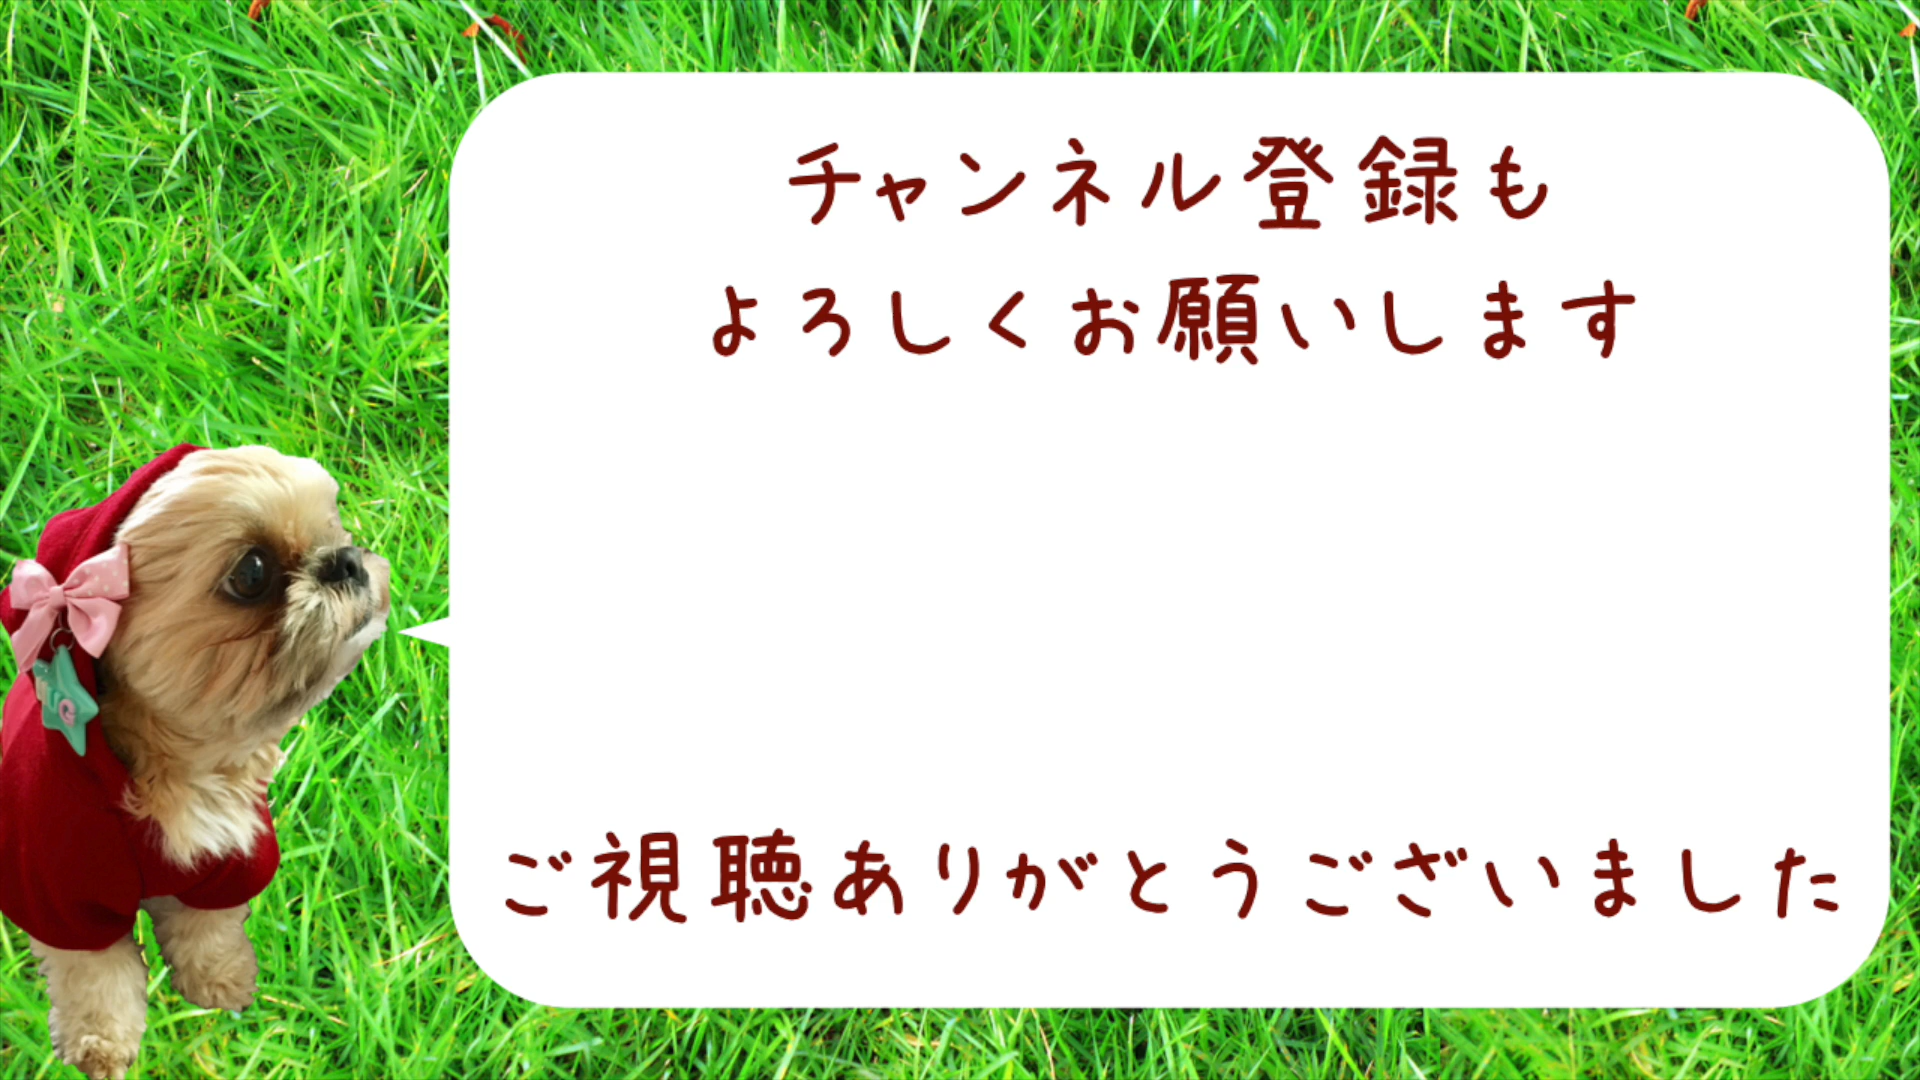 チャンネル登録も
よろしくお願いします
ご視聴ありがとうございました